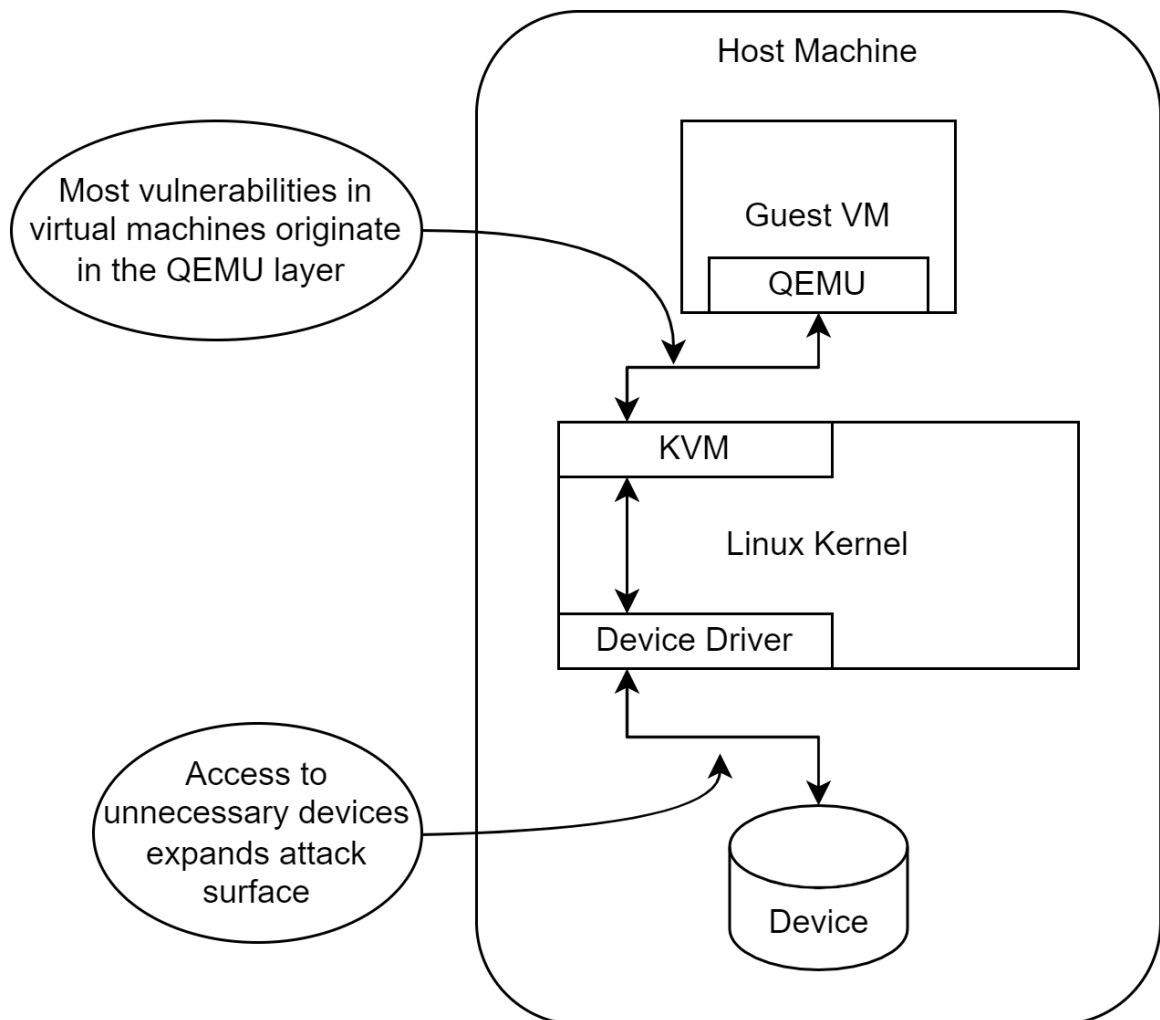 Host Machine
Most vulnerabilities in
virtual machines originate
in the QEMU layer
Guest VM
QEMU
KVM
Linux Kernel
Device Driver
Access to
unnecessary devices
expands attack
surface
Device